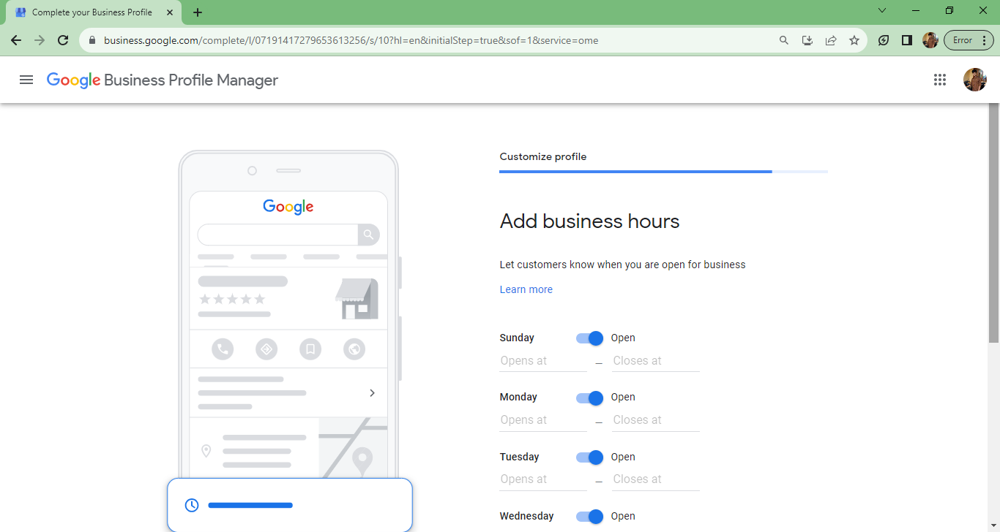 Complete your Business Profile
business.google.com/complete/l/07191417279653613256/s/10?hl=en&initialStep=true&sof=1&service=ome
Error
Google Business Profile Manager
Google
Customize profile
Add business hours
Let customers know when you are open for business
Learn more
Sunday Open
Opens at – Closes at
Monday Open
Opens at – Closes at
Tuesday Open
Opens at – Closes at
Wednesday Open